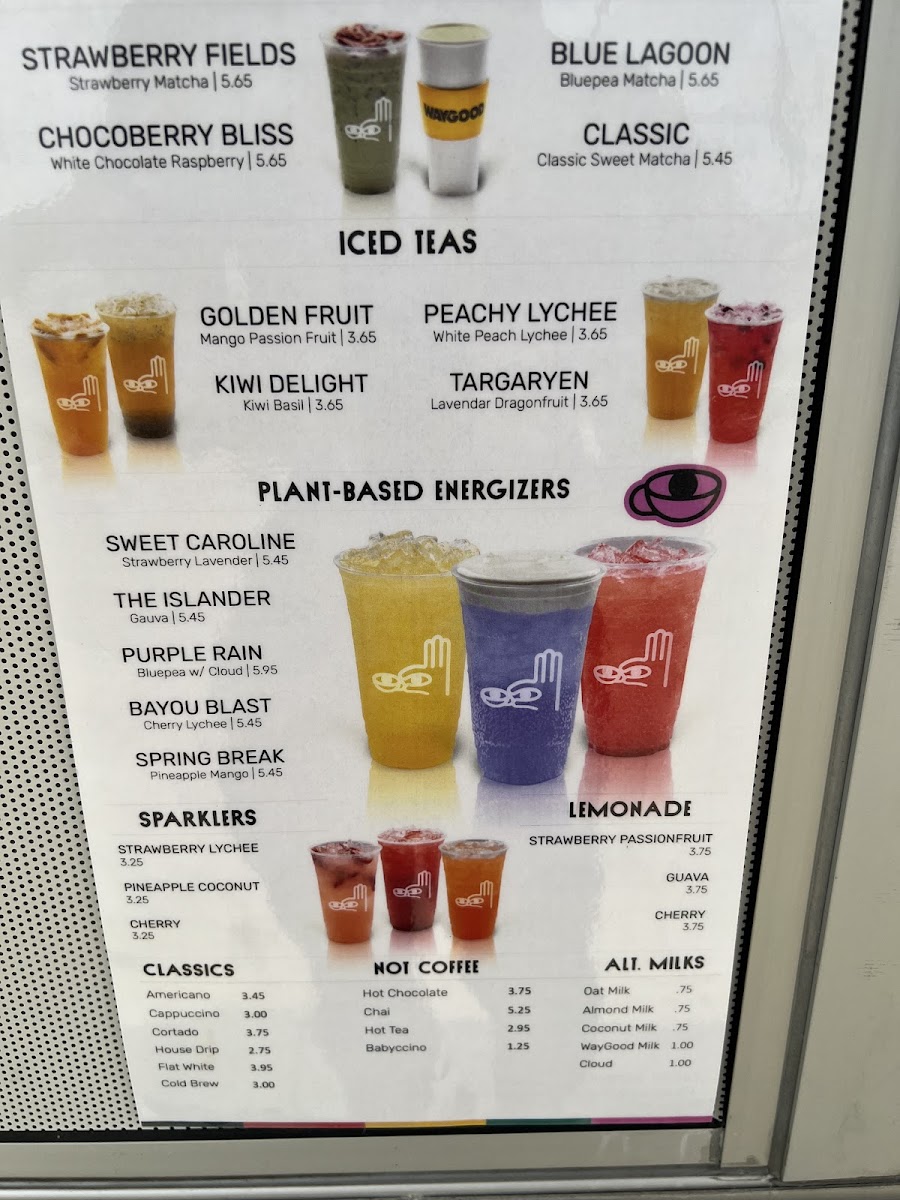 STRAWBERRY FIELDS
Strawberry Matcha | 5.65
CHOCOBERRY BLISS
White Chocolate Raspberry | 5.65
WAYGOOD
BLUE LAGOON
Bluepea Matcha | 5.65
CLASSIC
Classic Sweet Matcha | 5.45
ICED TEAS
GOLDEN FRUIT
Mango Passion Fruit | 3.65
KIWI DELIGHT
Kiwi Basil | 3.65
PEACHY LYCHEE
White Peach Lychee | 3.65
TARGARYEN
Lavendar Dragonfruit | 3.65
PLANT-BASED ENERGIZERS
SWEET CAROLINE
Strawberry Lavender | 5.45
THE ISLANDER
Gauva | 5.45
PURPLE RAIN
Bluepea w/ Cloud | 5.95
BAYOU BLAST
Cherry Lychee | 5.45
SPRING BREAK
Pineapple Mango | 5.45
SPARKLERS
STRAWBERRY LYCHEE
3.25
PINEAPPLE COCONUT
3.25
CHERRY
3.25
LEMONADE
STRAWBERRY PASSIONFRUIT
3.75
GUAVA
3.75
CHERRY
3.75
CLASSICS
Americano 3.45
Cappuccino 3.00
Cortado 3.75
House Drip 2.75
Flat White 3.95
Cold Brew 3.00
NOT COFFEE
Hot Chocolate 3.75
Chai 5.25
Hot Tea 2.95
Babyccino 1.25
ALT. MILKS
Oat Milk .75
Almond Milk .75
Coconut Milk .75
WayGood Milk 1.00
Cloud 1.00